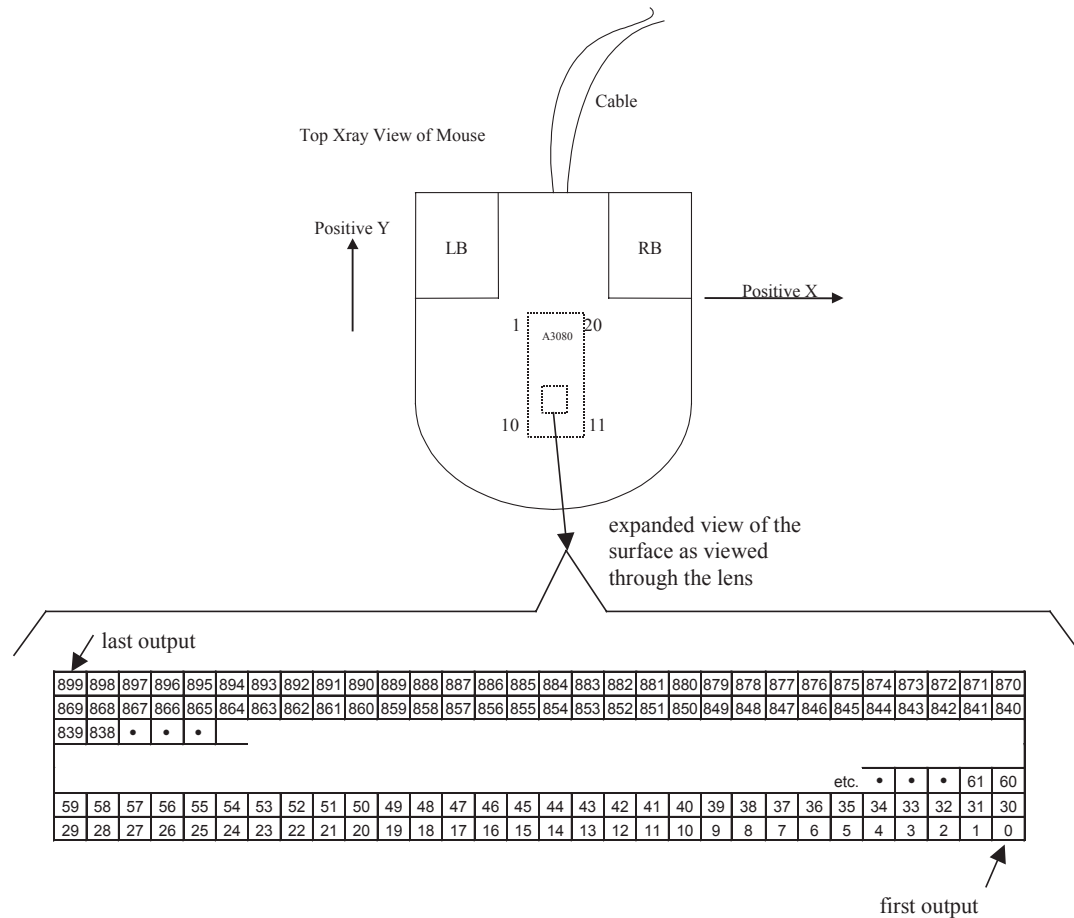 Cable
Top Xray View of Mouse
Positive Y
LB
RB
Positive X
1
20
A3080
10
11
expanded view of the
surface as viewed
through the lens
last output
899 898 897 896 895 894 893 892 891 890 889 888 887 886 885 884 883 882 881 880 879 878 877 876 875 874 873 872 871 870
869 868 867 866 865 864 863 862 861 860 859 858 857 856 855 854 853 852 851 850 849 848 847 846 845 844 843 842 841 840
839 838 • • •
etc. • • • 61 60
59 58 57 56 55 54 53 52 51 50 49 48 47 46 45 44 43 42 41 40 39 38 37 36 35 34 33 32 31 30
29 28 27 26 25 24 23 22 21 20 19 18 17 16 15 14 13 12 11 10 9 8 7 6 5 4 3 2 1 0
first output